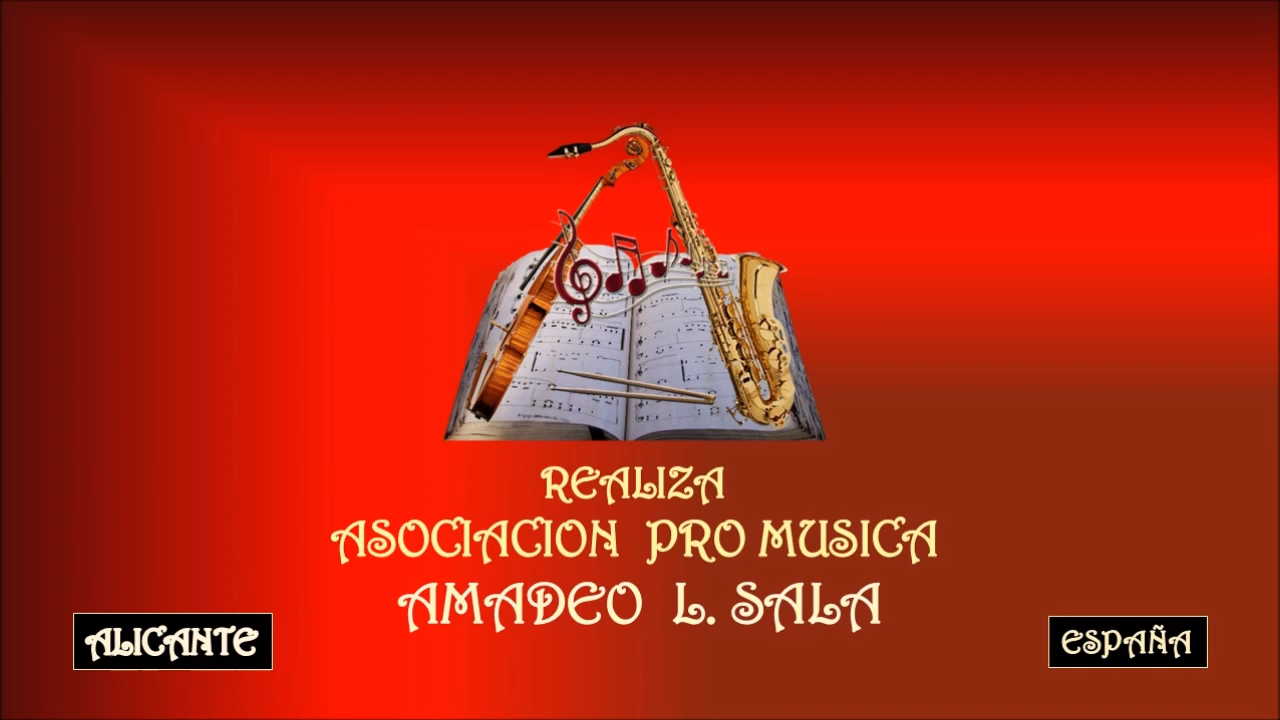 REALIZA
ASOCIACION PRO MUSICA
AMADEO L. SALA
ALICANTE
ESPAÑA